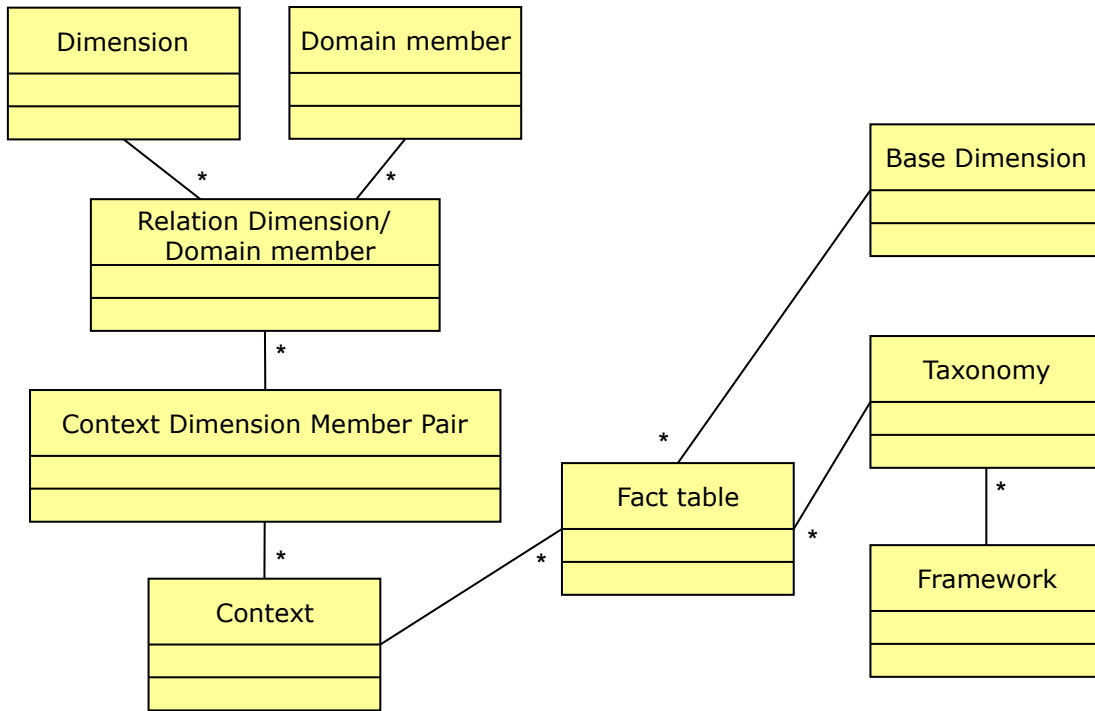 Dimension
Domain member
*
*
Relation Dimension/
Domain member
*
Context Dimension Member Pair
*
Context
Base Dimension
*
Taxonomy
Fact table
*
*
*
Framework